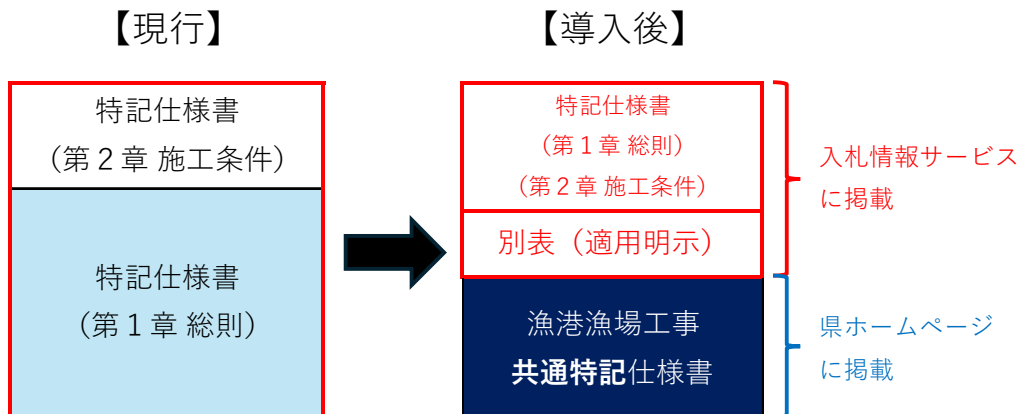 【現行】
特記仕様書
(第２章 施工条件)
特記仕様書
(第１章 総則)
【導入後】
特記仕様書
(第１章 総則)
(第２章 施工条件)
別表（適用明示）
漁港漁場工事
共通特記仕様書
入札情報サービス
に掲載
県ホームページ
に掲載